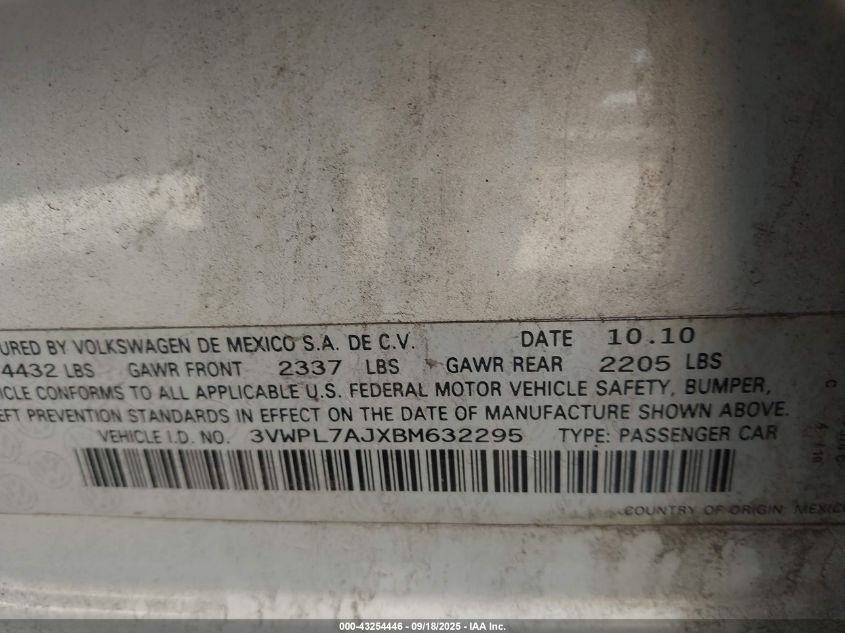 URED BY VOLKSWAGEN DE MEXICO S.A. DE C.V. DATE 10.10
4432 LBS GAWR FRONT 2337 LBS GAWR REAR 2205 LBS
ICLE CONFORMS TO ALL APPLICABLE U.S. FEDERAL MOTOR VEHICLE SAFETY, BUMPER,
EFT PREVENTION STANDARDS IN EFFECT ON THE DATE OF MANUFACTURE SHOWN ABOVE.
VEHICLE I.D. NO. 3VWPL7AJXBM632295 TYPE: PASSENGER CAR
COUNTRY OF ORIGIN: MEXICO
000-43254446 - 09/18/2025 - IAA Inc.